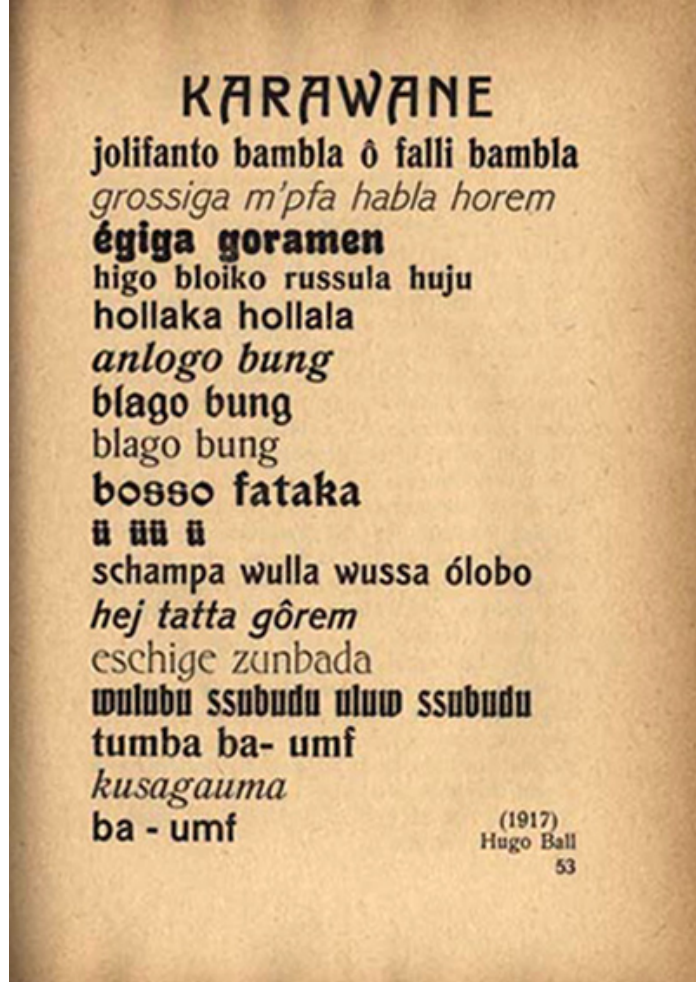 KARAWANE
jolifanto bambla ô falli bambla
grossiga m'pfa habla horem
égiga goramen
higo bloiko russula huju
hollaka hollala
anlogo bung
blago bung
blago bung
bosso fataka
ü üü ü
schampa wulla wussa ólobo
hej tatta gôrem
eschige zunbada
wulubu ssubudu uluw ssubudu
tumba ba- umf
kusagauma
ba - umf
(1917)
Hugo Ball
53